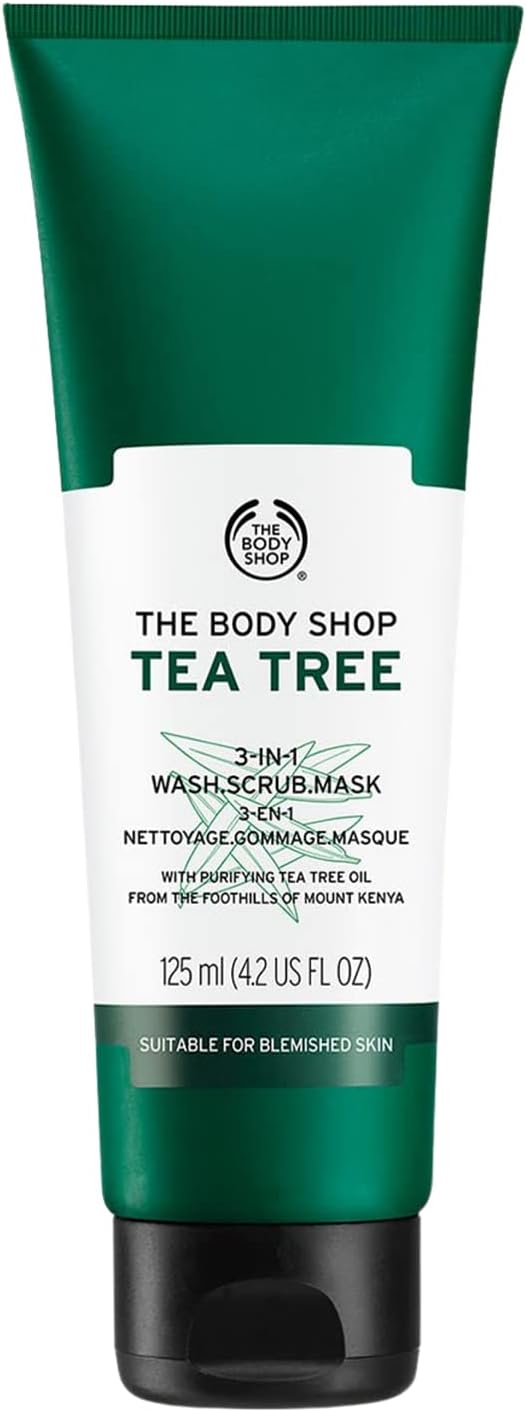 THE
BODY
SHOP
®
THE BODY SHOP
TEA TREE
3-IN-1
WASH.SCRUB.MASK
3-EN-1
NETTOYAGE.GOMMAGE.MASQUE
WITH PURIFYING TEA TREE OIL
FROM THE FOOTHILLS OF MOUNT KENYA
125 ml (4.2 US FL OZ)
SUITABLE FOR BLEMISHED SKIN